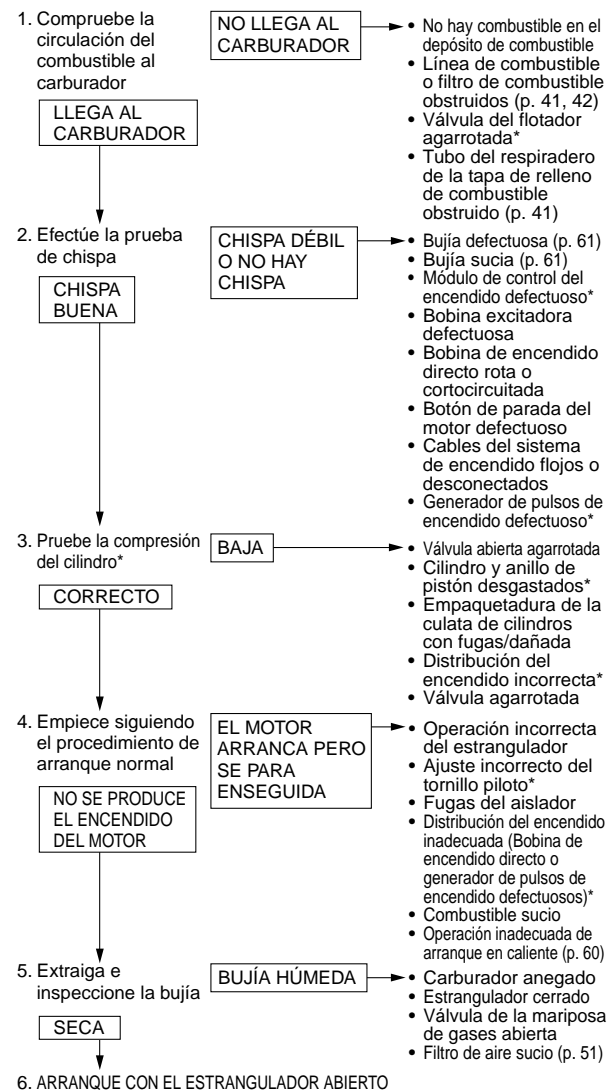 1. Compruebe la
circulación del
combustible al
carburador
LLEGA AL
CARBURADOR
NO LLEGA AL
CARBURADOR
• No hay combustible en el
depósito de combustible
• Línea de combustible
o filtro de combustible
obstruidos (p. 41, 42)
• Válvula del flotador
agarrotada*
• Tubo del respiradero
de la tapa de relleno
de combustible
obstruido (p. 41)
2. Efectúe la prueba
de chispa
CHISPA
BUENA
CHISPA DÉBIL
O NO HAY
CHISPA
• Bujía defectuosa (p. 61)
• Bujía sucia (p. 61)
• Módulo de control del
encendido defectuoso*
• Bobina excitadora
defectuosa
• Bobina de encendido
directo rota o
cortocircuitada
• Botón de parada del
motor defectuoso
• Cables del sistema
de encendido flojos o
desconectados
• Generador de pulsos de
encendido defectuoso*
3. Pruebe la compresión
del cilindro*
CORRECTO
BAJA
• Válvula abierta agarrotada
• Cilindro y anillo de
pistón desgastados*
• Empaquetadura de la
culata de cilindros
con fugas/dañada
• Distribución del
encendido incorrecta*
• Válvula agarrotada
4. Empiece siguiendo
el procedimiento de
arranque normal
NO SE PRODUCE
EL ENCENDIDO
DEL MOTOR
EL MOTOR
ARRANCA PERO
SE PARA
ENSEGUIDA
• Operación incorrecta
del estrangulador
• Ajuste incorrecto del
tornillo piloto*
• Fugas del aislador
• Distribución del encendido
inadecuada (Bobina de
encendido directo o
generador de pulsos de
encendido defectuosos)*
• Combustible sucio
• Operación inadecuada de
arranque en caliente (p. 60)
5. Extraiga e
inspeccione la bujía
SECA
BUJÍA HÚMEDA
• Carburador anegado
• Estrangulador cerrado
• Válvula de la mariposa
de gases abierta
• Filtro de aire sucio (p. 51)
6. ARRANQUE CON EL ESTRANGULADOR ABIERTO